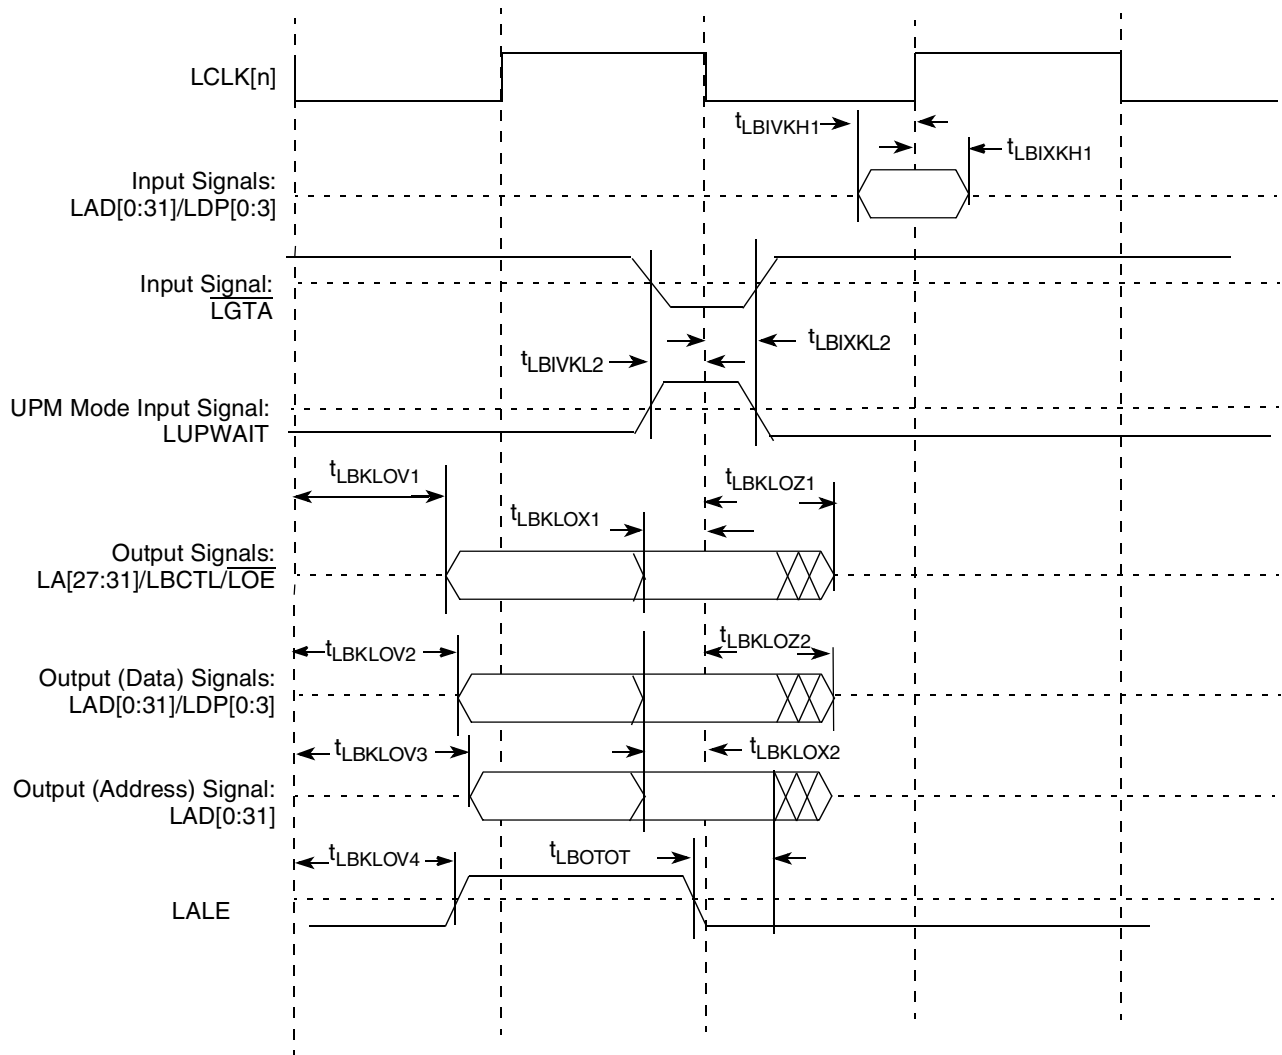 LCLK[n]
tLBIVKH1
tLBIXKH1
Input Signals:
LAD[0:31]/LDP[0:3]
Input Signal:
LGTA
tLBIXKL2
tLBIVKL2
UPM Mode Input Signal:
LUPWAIT
tLBKLOV1
tLBKLOZ1
tLBKLOX1
Output Signals:
LA[27:31]/LBCTL/LOE
tLBKLOZ2
tLBKLOV2
Output (Data) Signals:
LAD[0:31]/LDP[0:3]
tLBKLOV3
tLBKLOX2
Output (Address) Signal:
LAD[0:31]
tLBKLOV4
tLBOTOT
LALE